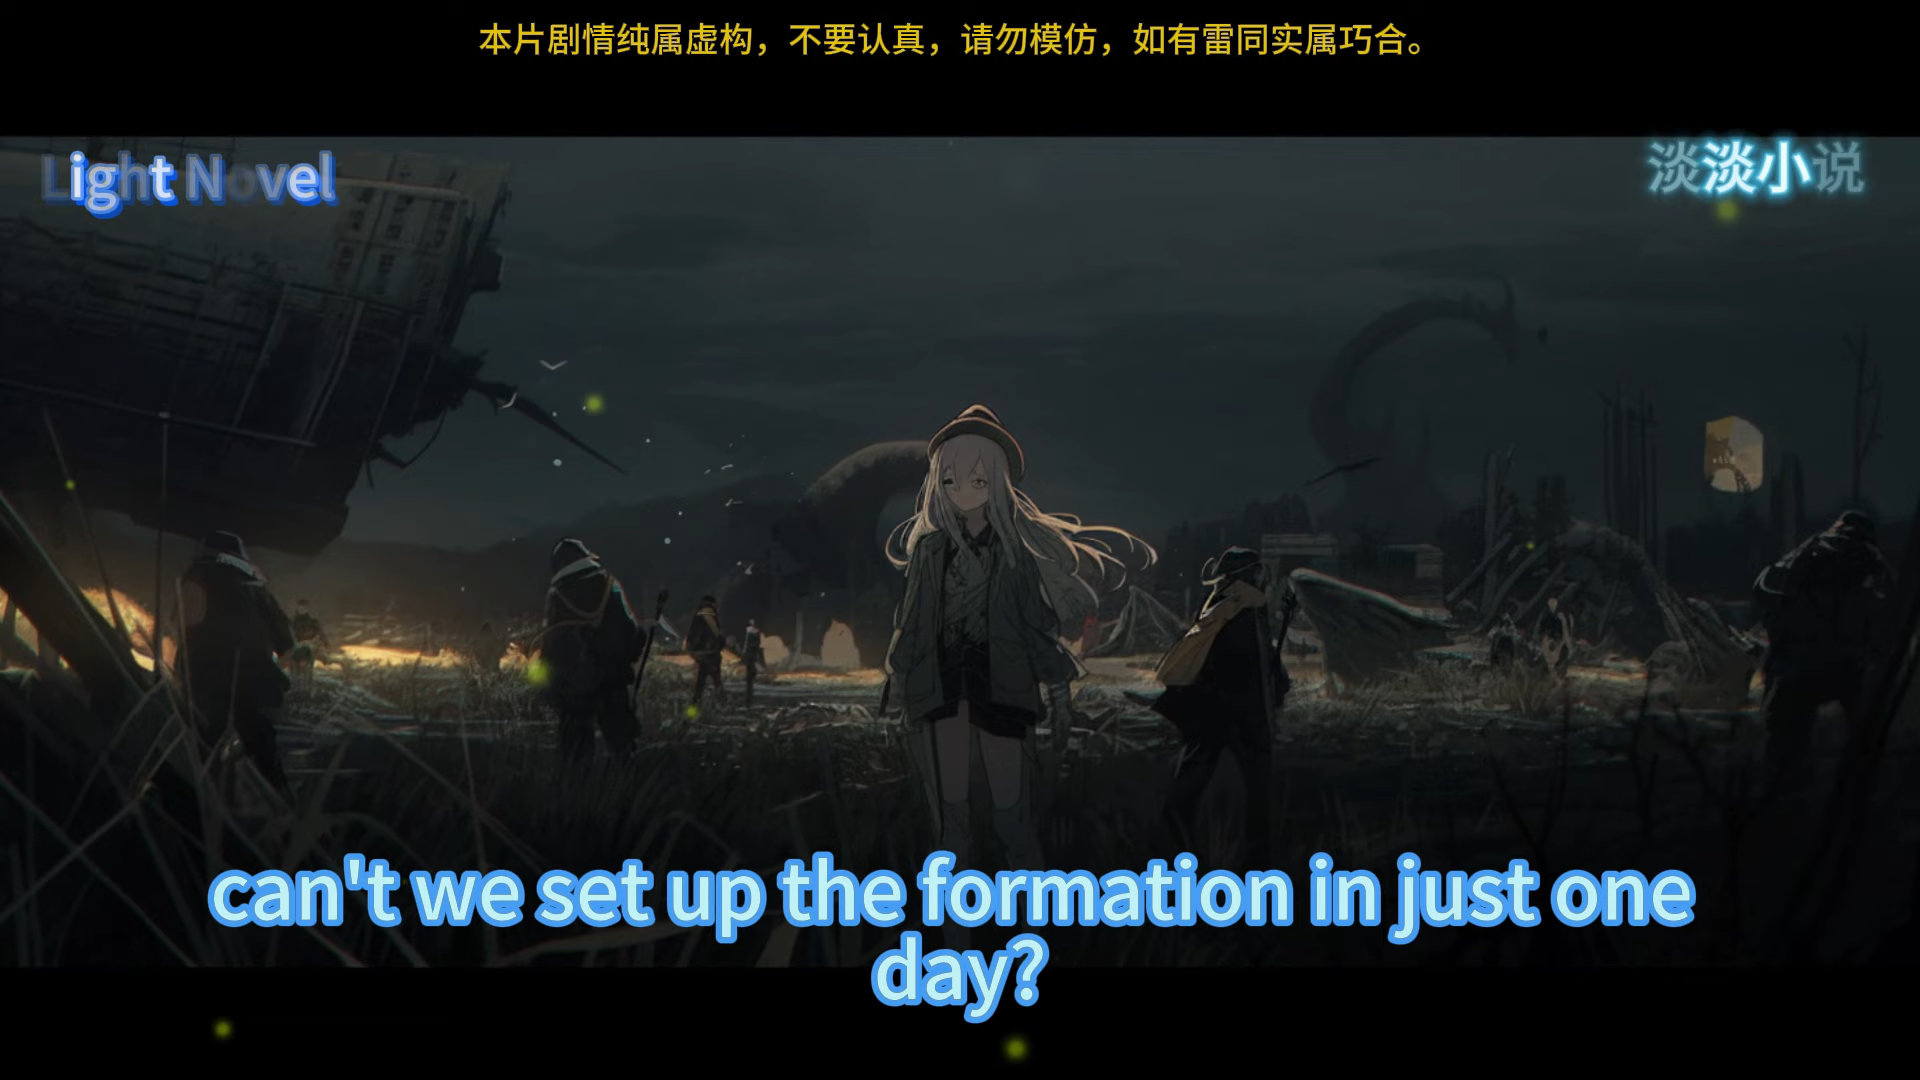 本片剧情纯属虚构，不要认真，请勿模仿，如有雷同实属巧合。
Light Novel
淡淡小说
can't we set up the formation in just one
day?